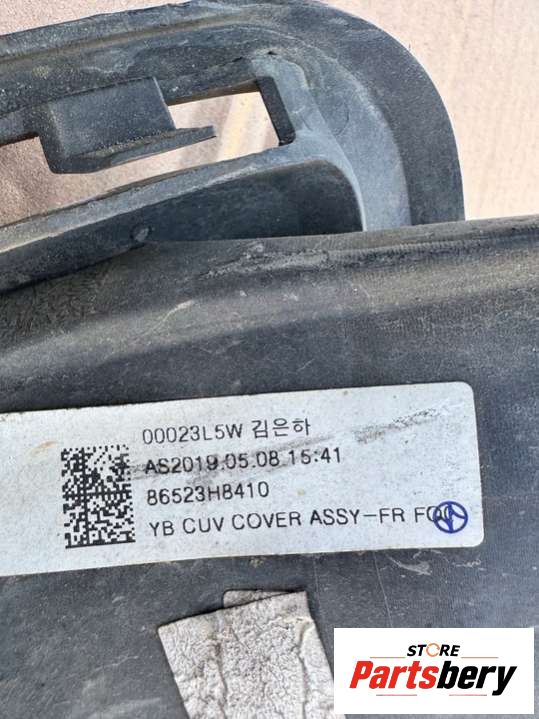 00023L5W 김은하
AS2019.05.08 15:41
86523H8410
YB CUV COVER ASSY-FR
STORE
Partsbery